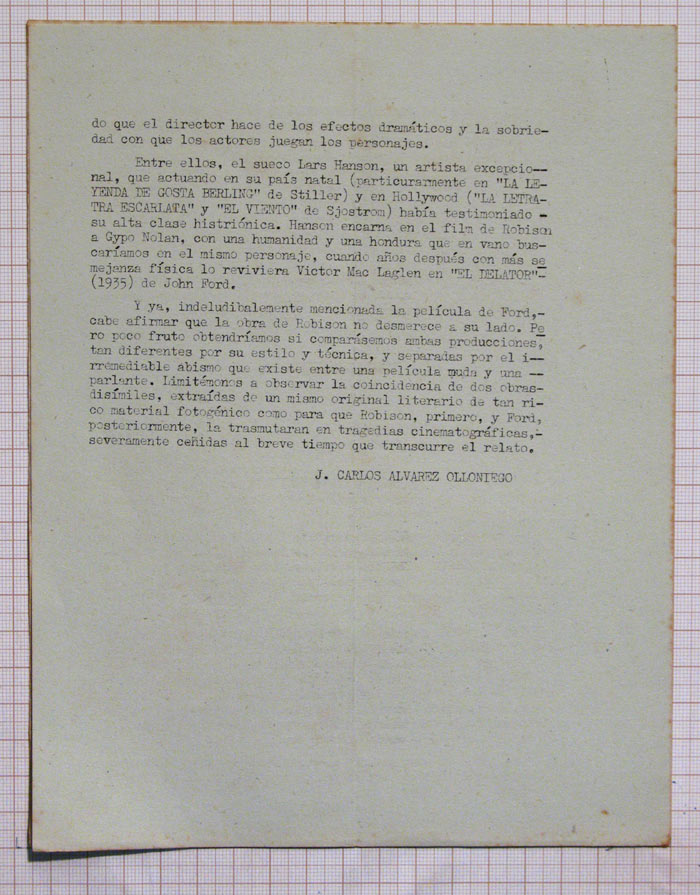 do que el director hace de los efectos dramáticos y la sobrie-
dad con que los actores juegan los personajes.
Entre ellos, el sueco Lars Hanson, un artista excepcio--
nal, que actuando en su país natal (particurarmente en "LA LE-
YENDA DE GOSTA BERLING" de Stiller) y en Hollywood ("LA LETRA-
TRA ESCARLATA" y "EL VIENTO" de Sjostrom) había testimoniado -
su alta clase histriónica. Hanson encarna en el film de Robison
a Gypo Nolan, con una humanidad y una hondura que en vano bus-
caríamos en el mismo personaje, cuando años después con más se
mejanza física lo reviviera Victor Mac Laglen en "EL DELATOR"-
(1935) de John Ford.
Y ya, indeludibalemente mencionada la película de Ford,-
cabe afirmar que la obra de Robison no desmerece a su lado. Pe
ro poco fruto obtendríamos si comparásemos ambas producciones,
tan diferentes por su estilo y técnica, y separadas por el i--
rremediable abismo que existe entre una película muda y una --
parlante. Limitémonos a observar la coincidencia de dos obras-
disímiles, extraídas de un mismo original literario de tan ri-
co material fotogénico como para que Robison, primero, y Ford,
posteriormente, la trasmutaran en tragedias cinematográficas,-
severamente ceñidas al breve tiempo que transcurre el relato.
J. CARLOS ALVAREZ OLLONIEGO